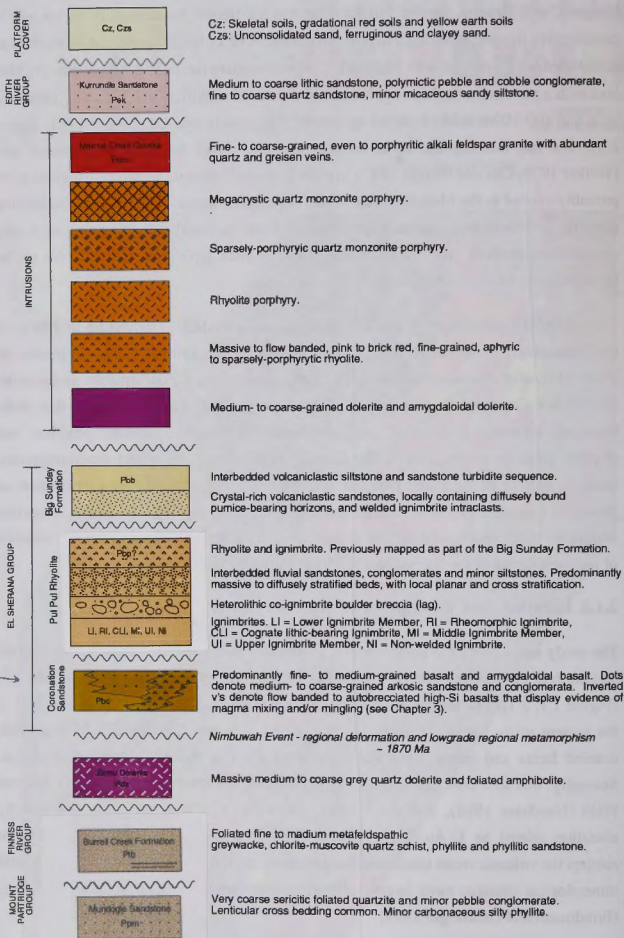 PLATFORM
COVER
Cz, Czs
Cz: Skeletal soils, gradational red soils and yellow earth soils
Czs: Unconsolidated sand, ferruginous and clayey sand.
EDITH
RIVER
GROUP
Kurrundie Sandstone
Pek
Medium to coarse lithic sandstone, polymictic pebble and cobble conglomerate,
fine to coarse quartz sandstone, minor micaceous sandy siltstone.
INTRUSIONS
Fine- to coarse-grained, even to porphyritic alkali feldspar granite with abundant
quartz and greisen veins.
Megacrystic quartz monzonite porphyry.
Sparsely-porphyryic quartz monzonite porphyry.
Rhyolite porphyry.
Massive to flow banded, pink to brick red, fine-grained, aphyric
to sparsely-porphyrytic rhyolite.
Medium- to coarse-grained dolerite and amygdaloidal dolerite.
EL SHERANA GROUP
Big Sunday
Formation
Pbb
Interbedded volcaniclastic siltstone and sandstone turbidite sequence.
Crystal-rich volcaniclastic sandstones, locally containing diffusely bound
pumice-bearing horizons, and welded ignimbrite intraclasts.
Pul Pul Rhyolite
Pbp?
Rhyolite and ignimbrite. Previously mapped as part of the Big Sunday Formation.
Interbedded fluvial sandstones, conglomerates and minor siltstones. Predominantly
massive to diffusely stratified beds, with local planar and cross stratification.
Heterolithic co-ignimbrite boulder breccia (lag).
LI, RI, CLI, MI, UI, NI
Ignimbrites. LI = Lower Ignimbrite Member, RI = Rheomorphic Ignimbrite,
CLI = Cognate lithic-bearing Ignimbrite, MI = Middle Ignimbrite Member,
UI = Upper Ignimbrite Member, NI = Non-welded Ignimbrite.
Coronation
Sandstone
Pbc
Predominantly fine- to medium-grained basalt and amygdaloidal basalt. Dots
denote medium- to coarse-grained arkosic sandstone and conglomerate. Inverted
v's denote flow banded to autobrecciated high-Si basalts that display evidence of
magma mixing and/or mingling (see Chapter 3).
Nimbuwah Event - regional deformation and lowgrade regional metamorphism
~ 1870 Ma
Zamu Dolerite
Pdz
Massive medium to coarse grey quartz dolerite and foliated amphibolite.
FINNISS
RIVER
GROUP
Burrell Creek Formation
Pfb
Foliated fine to madium metafeldspathic
greywacke, chlorite-muscovite quartz schist, phyllite and phyllitic sandstone.
MOUNT
PARTRIDGE
GROUP
Mundogie Sandstone
Ppm
Very coarse sericitic foliated quartzite and minor pebble conglomerate.
Lenticular cross bedding common. Minor carbonaceous silty phyllite.